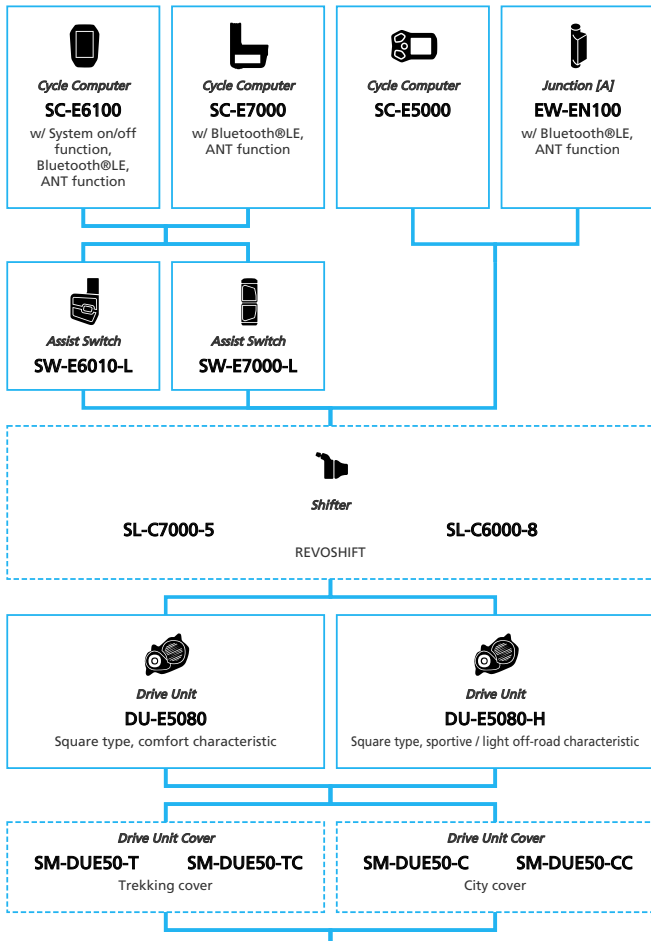 Cycle Computer
SC-E6100
w/ System on/off
function,
Bluetooth®LE,
ANT function
Cycle Computer
SC-E7000
w/ Bluetooth®LE,
ANT function
Cycle Computer
SC-E5000
Junction [A]
EW-EN100
w/ Bluetooth®LE,
ANT function
Assist Switch
SW-E6010-L
Assist Switch
SW-E7000-L
Shifter
SL-C7000-5
SL-C6000-8
REVOSHIFT
Drive Unit
DU-E5080
Square type, comfort characteristic
Drive Unit
DU-E5080-H
Square type, sportive / light off-road characteristic
Drive Unit Cover
SM-DUE50-T SM-DUE50-TC
Trekking cover
Drive Unit Cover
SM-DUE50-C SM-DUE50-CC
City cover